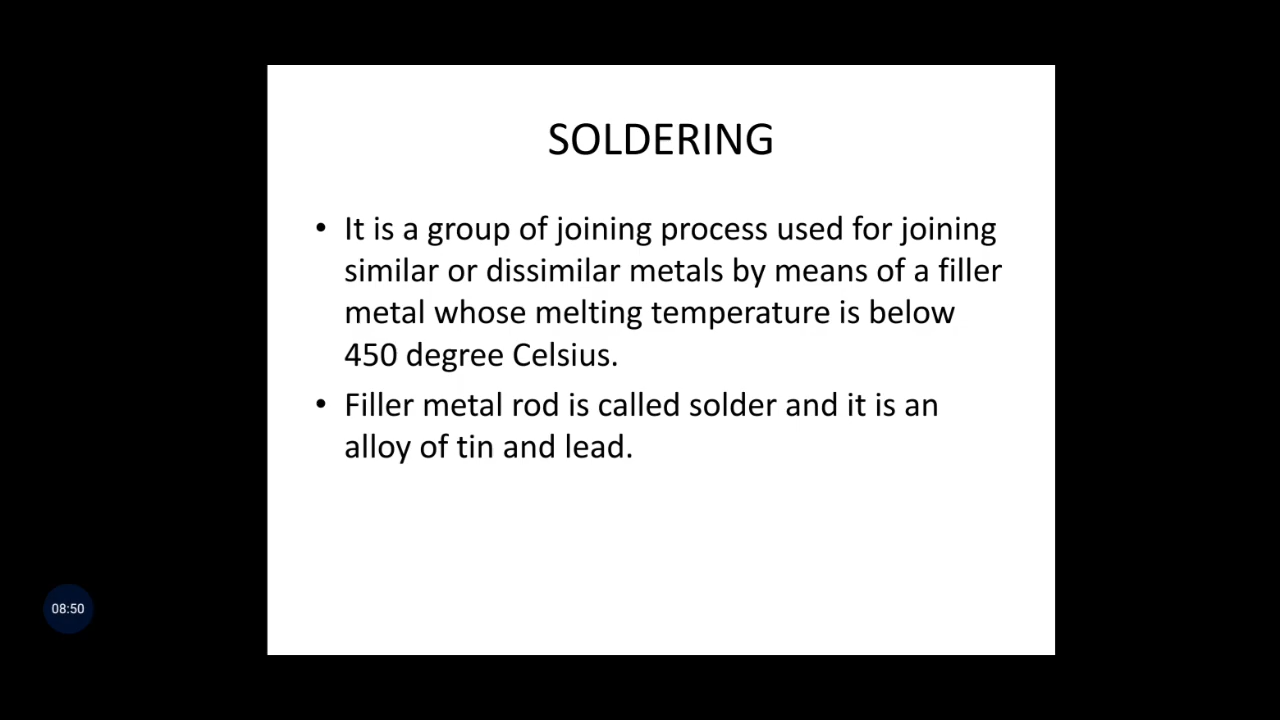 SOLDERING
• It is a group of joining process used for joining
similar or dissimilar metals by means of a filler
metal whose melting temperature is below
450 degree Celsius.
• Filler metal rod is called solder and it is an
alloy of tin and lead.
08:50